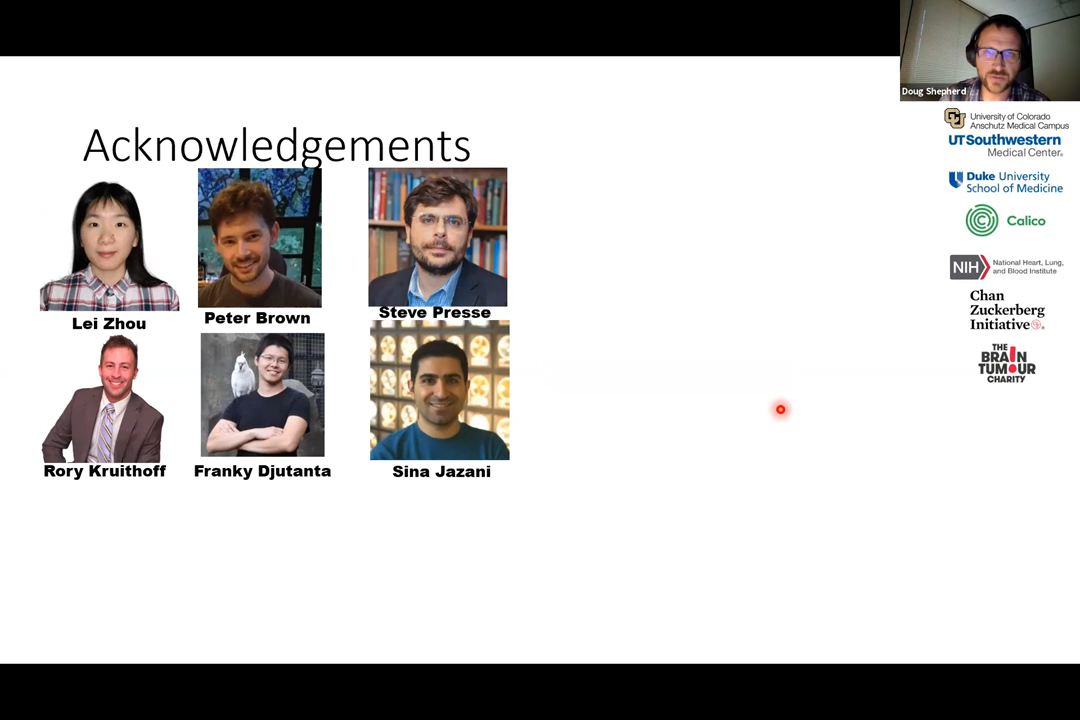 Doug Shepherd
Acknowledgements
Lei Zhou
Peter Brown
Steve Presse
Rory Kruithoff
Franky Djutanta
Sina Jazani
CU
University of Colorado
Anschutz Medical Campus
UTSouthwestern
Medical Center®
Duke University
School of Medicine
Calico
NIH
National Heart, Lung,
and Blood Institute
Chan
Zuckerberg
Initiative
THE
BRAIN
TUMOUR
CHARITY